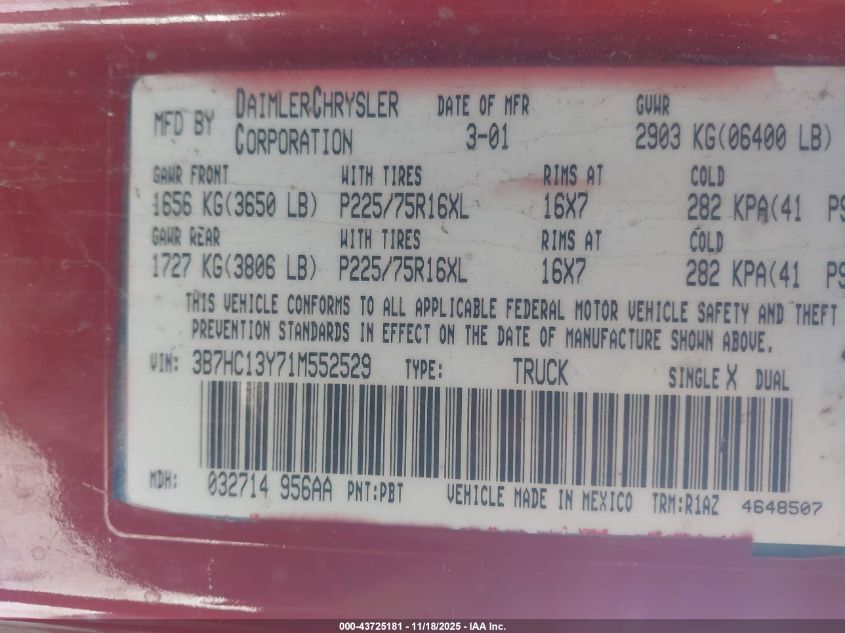 MFD BY DAIMLERCHRYSLER CORPORATION DATE OF MFR 3-01 GVWR 2903 KG(06400 LB)
GAWR FRONT WITH TIRES RIMS AT COLD
1656 KG(3650 LB) P225/75R16XL 16X7 282 KPA(41 PS
GAWR REAR WITH TIRES RIMS AT COLD
1727 KG(3806 LB) P225/75R16XL 16X7 282 KPA(41 PS
THIS VEHICLE CONFORMS TO ALL APPLICABLE FEDERAL MOTOR VEHICLE SAFETY AND THEFT
PREVENTION STANDARDS IN EFFECT ON THE DATE OF MANUFACTURE SHOWN ABOVE.
VIN: 3B7HC13Y71M552529 TYPE: TRUCK SINGLE X DUAL
MDH: 032714 956AA PNT:PBT VEHICLE MADE IN MEXICO TRM:R1AZ 4648507
000-43725181 - 11/18/2025 - IAA Inc.